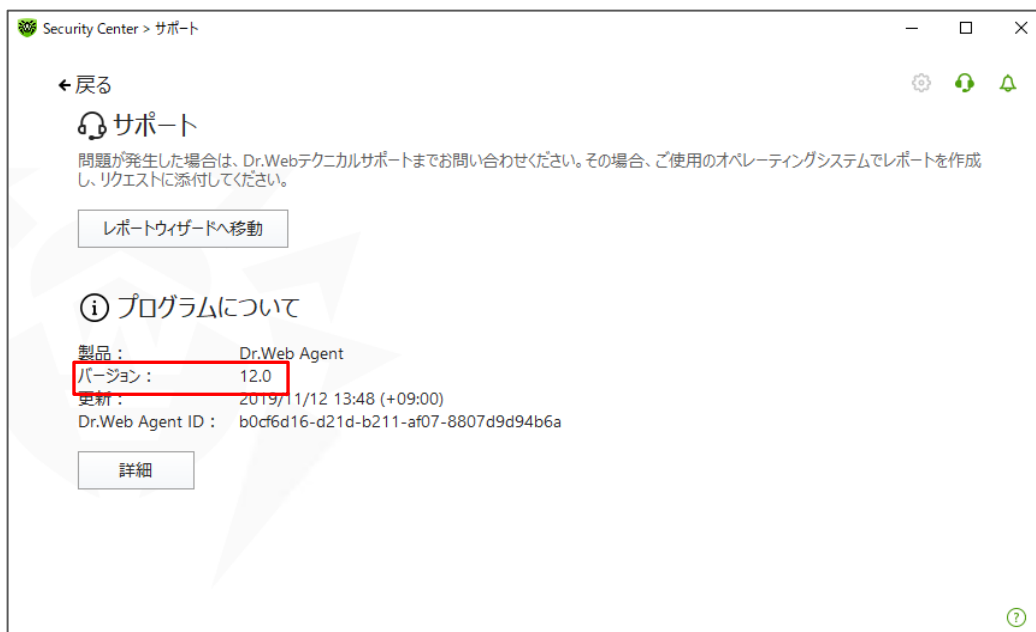 Security Center > サポート
戻る
サポート
問題が発生した場合は、Dr.Webテクニカルサポートまでお問い合わせください。その場合、ご使用のオペレーティングシステムでレポートを作成
し、リクエストに添付してください。
レポートウィザードへ移動
プログラムについて
製品： Dr.Web Agent
バージョン： 12.0
更新： 2019/11/12 13:48 (+09:00)
Dr.Web Agent ID： b0cf6d16-d21d-b211-af07-8807d9d94b6a
詳細